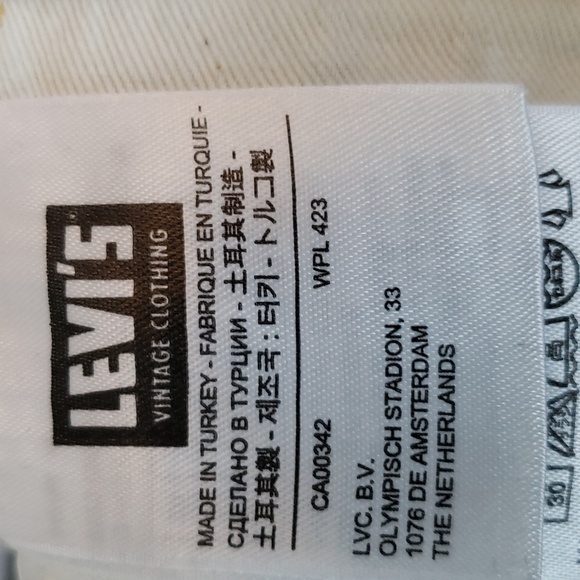 LEVI'S
VINTAGE CLOTHING
MADE IN TURKEY - FABRIQUE EN TURQUIE -
СДЕЛАНО В ТУРЦИИ - 土耳其制造 -
土耳其製 - 제조국 : 터키 - トルコ製
CA00342 WPL 423
LVC. B.V.
OLYMPISCH STADION, 33
1076 DE AMSTERDAM
THE NETHERLANDS
30